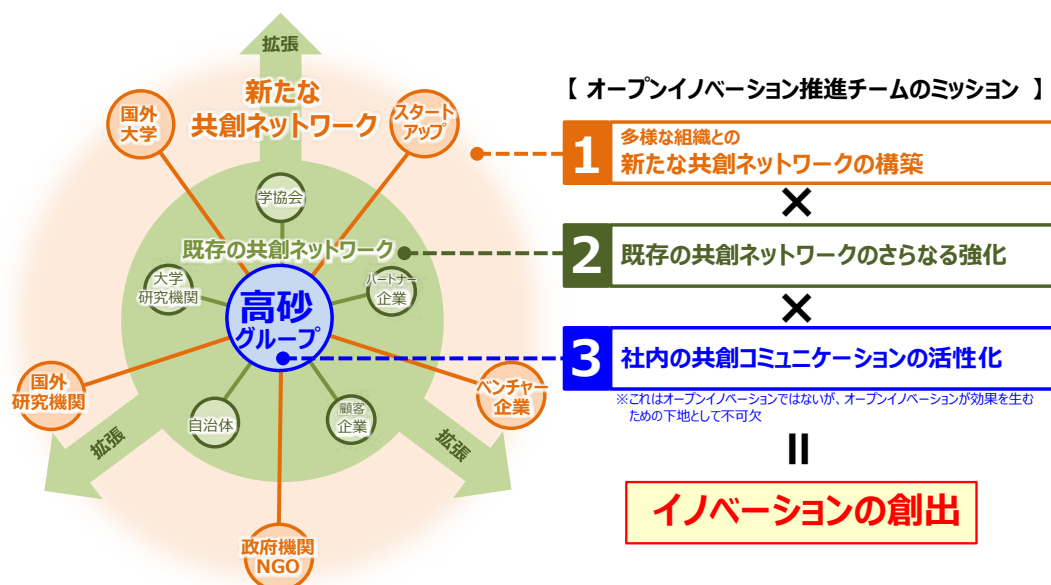 拡張
新たな
共創ネットワーク
国外
大学
スタート
アップ
学協会
既存の共創ネットワーク
大学
研究機関
パートナー
企業
高砂
グループ
国外
研究機関
ベンチャー
企業
自治体
顧客
企業
拡張
拡張
政府機関
NGO
【 オープンイノベーション推進チームのミッション 】
1
多様な組織との
新たな共創ネットワークの構築
×
2
既存の共創ネットワークのさらなる強化
×
3
社内の共創コミュニケーションの活性化
※これはオープンイノベーションではないが、オープンイノベーションが効果を生む
ための下地として不可欠
=
イノベーションの創出